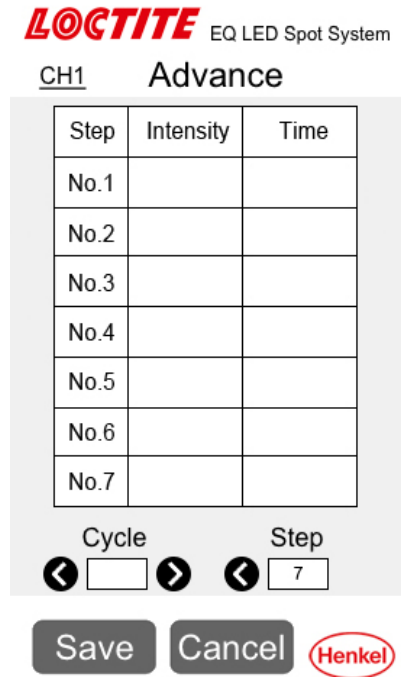 LOCTITE EQ LED Spot System
CH1 Advance
Step Intensity Time
No.1
No.2
No.3
No.4
No.5
No.6
No.7
Cycle Step
7
Save Cancel Henkel